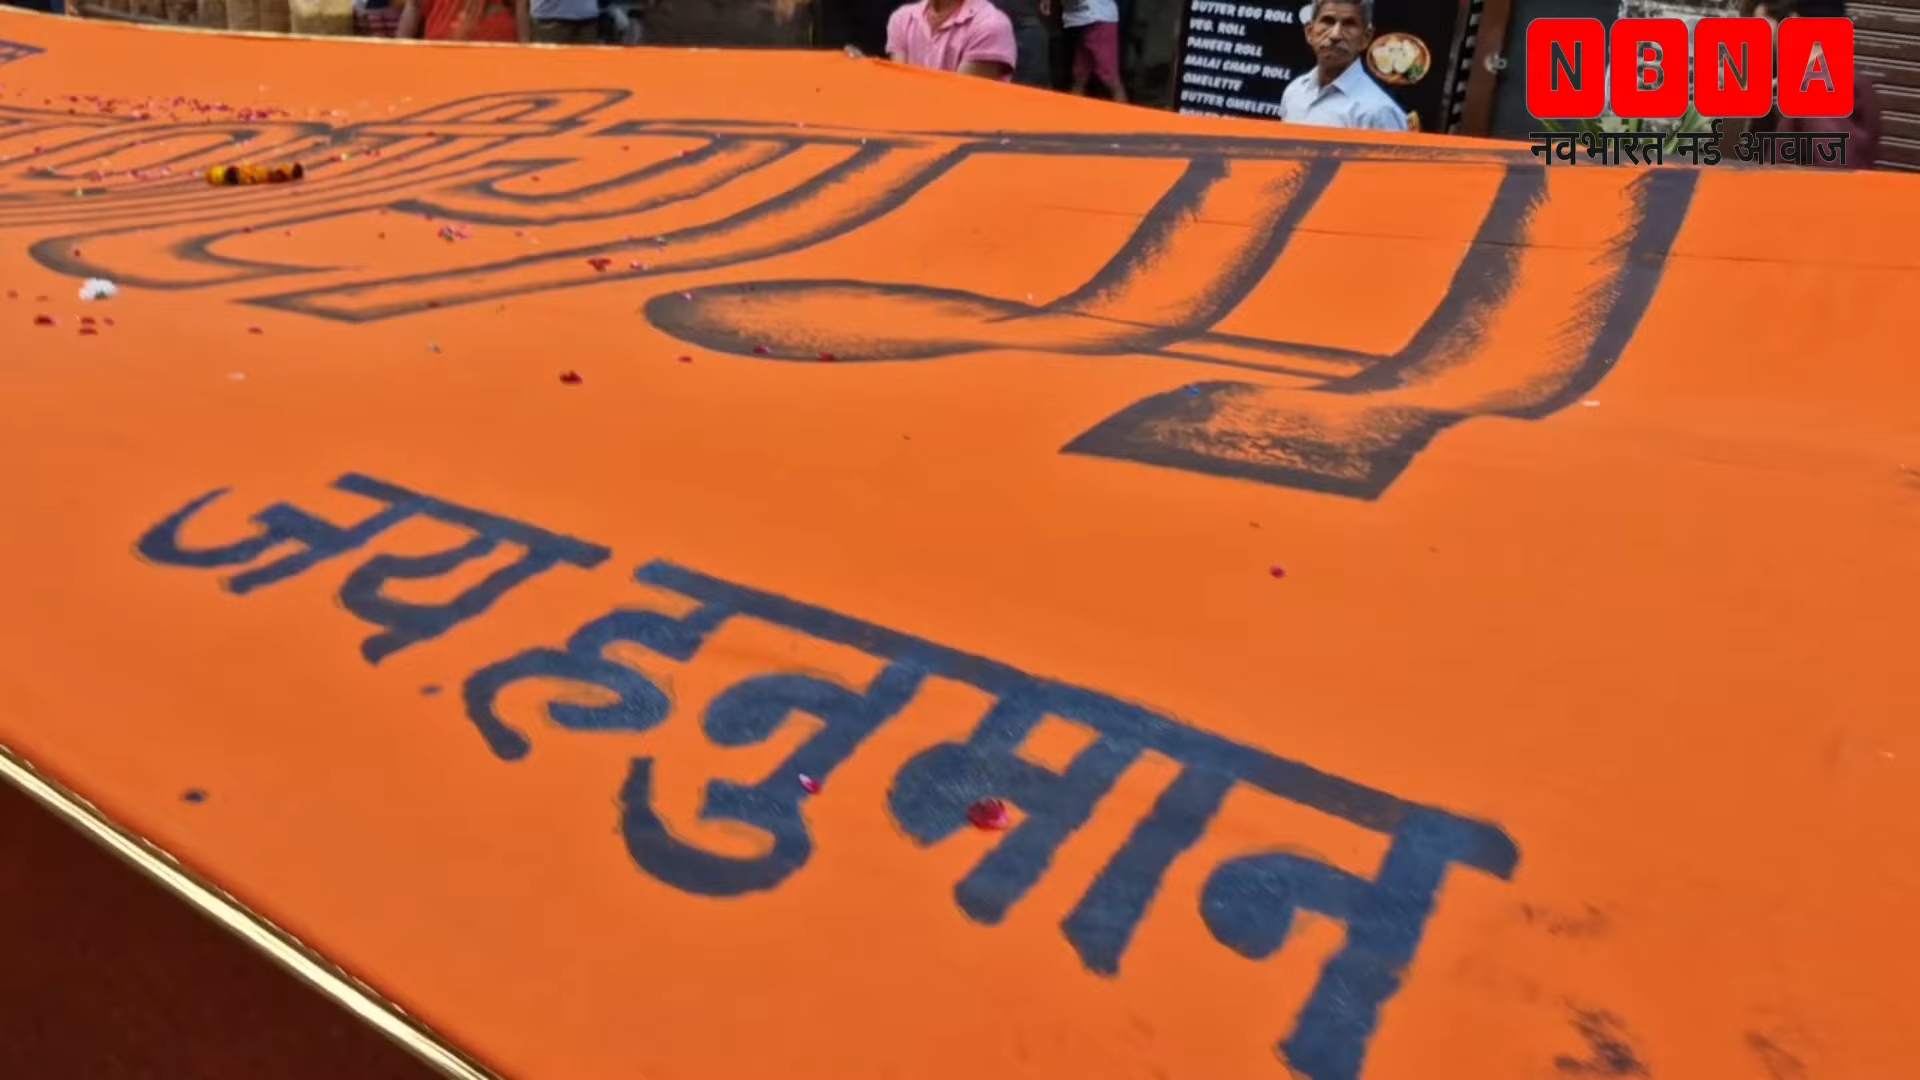 BUTTER EGG ROLL
VEG. ROLL
PANEER ROLL
MALAI CHAAP ROLL
OMELETTE
BUTTER OMELETTE
NBNA
नवभारत नई आवाज
जय हनुमान